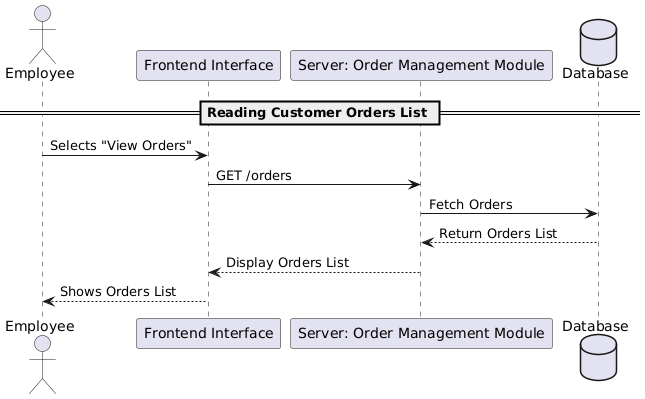 Employee
Frontend Interface
Server: Order Management Module
Database
Reading Customer Orders List
Selects "View Orders"
GET /orders
Fetch Orders
Return Orders List
Display Orders List
Shows Orders List
Employee
Frontend Interface
Server: Order Management Module
Database